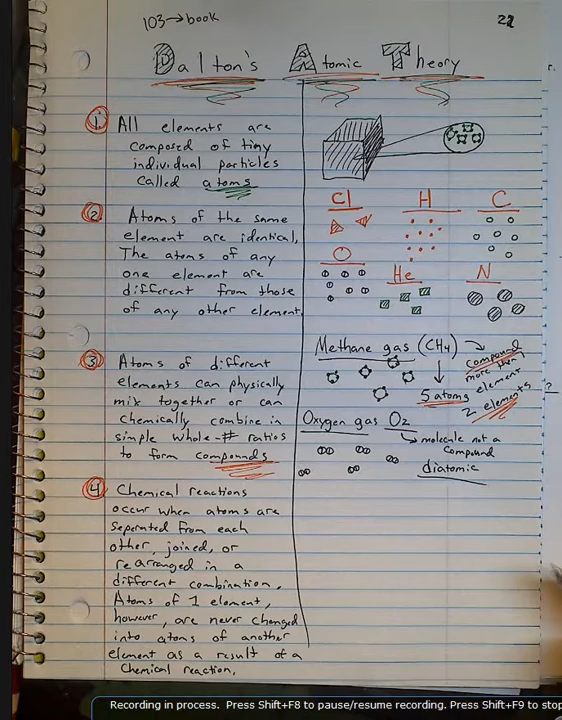 103→book
22
Dalton's Atomic Theory
1 All elements are
composed of tiny
individual particles
called atoms
2 Atoms of the same
element are identical,
The atoms of any
one element are
different from those
of any other element,
3 Atoms of different
elements can physically
mix together or can
chemically combine in
simple whole-# ratios
to form compounds
4 Chemical reactions
occur when atoms are
seperated from each
other, joined, or
rearranged in a
different combination,
Atoms of 1 element,
however, are never changed
into atoms of another
element as a result of a
Chemical reaction,
Cl H C
O He N
Methane gas (CH4) → compound
more than 1
element
5 atoms
2 elements
Oxygen gas O2
→ molecule not a
compound
diatomic
?
Recording in process. Press Shift+F8 to pause/resume recording. Press Shift+F9 to stop